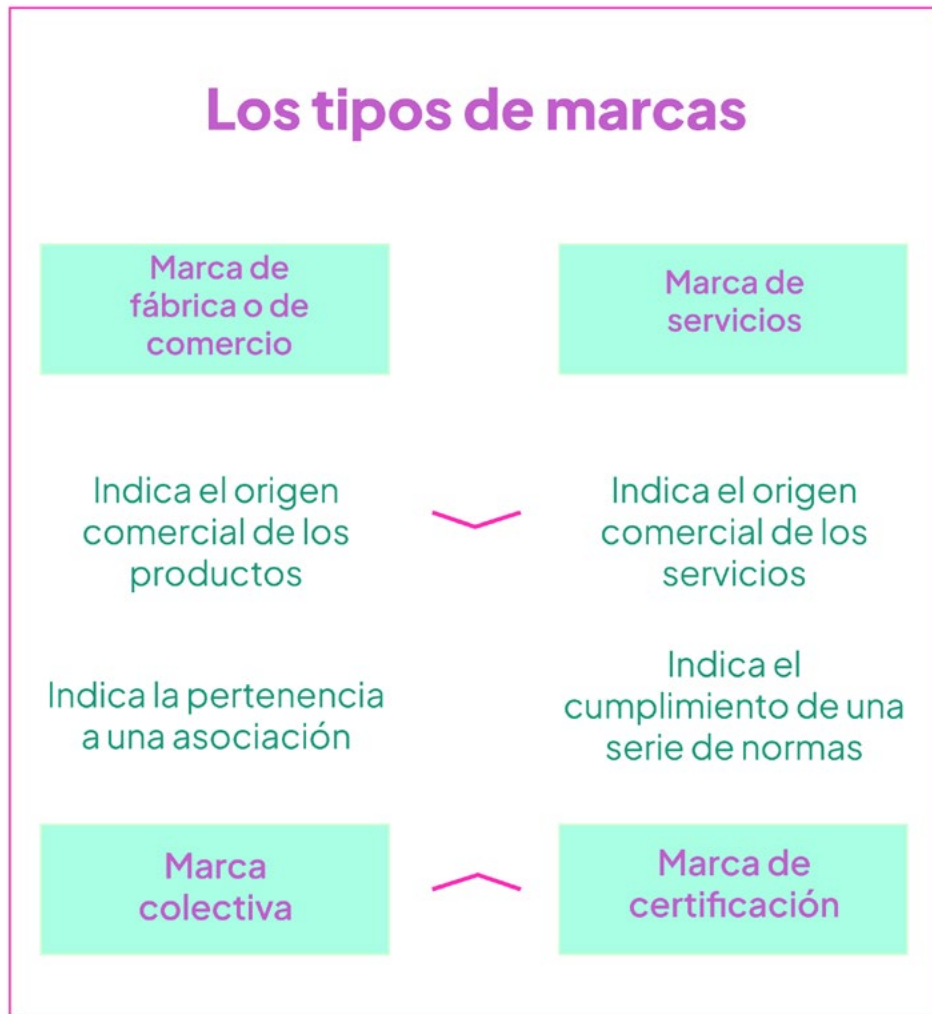 Los tipos de marcas
Marca de
fábrica o de
comercio
Marca de
servicios
Indica el origen
comercial de los
productos
Indica el origen
comercial de los
servicios
Indica la pertenencia
a una asociación
Indica el
cumplimiento de una
serie de normas
Marca
colectiva
Marca de
certificación